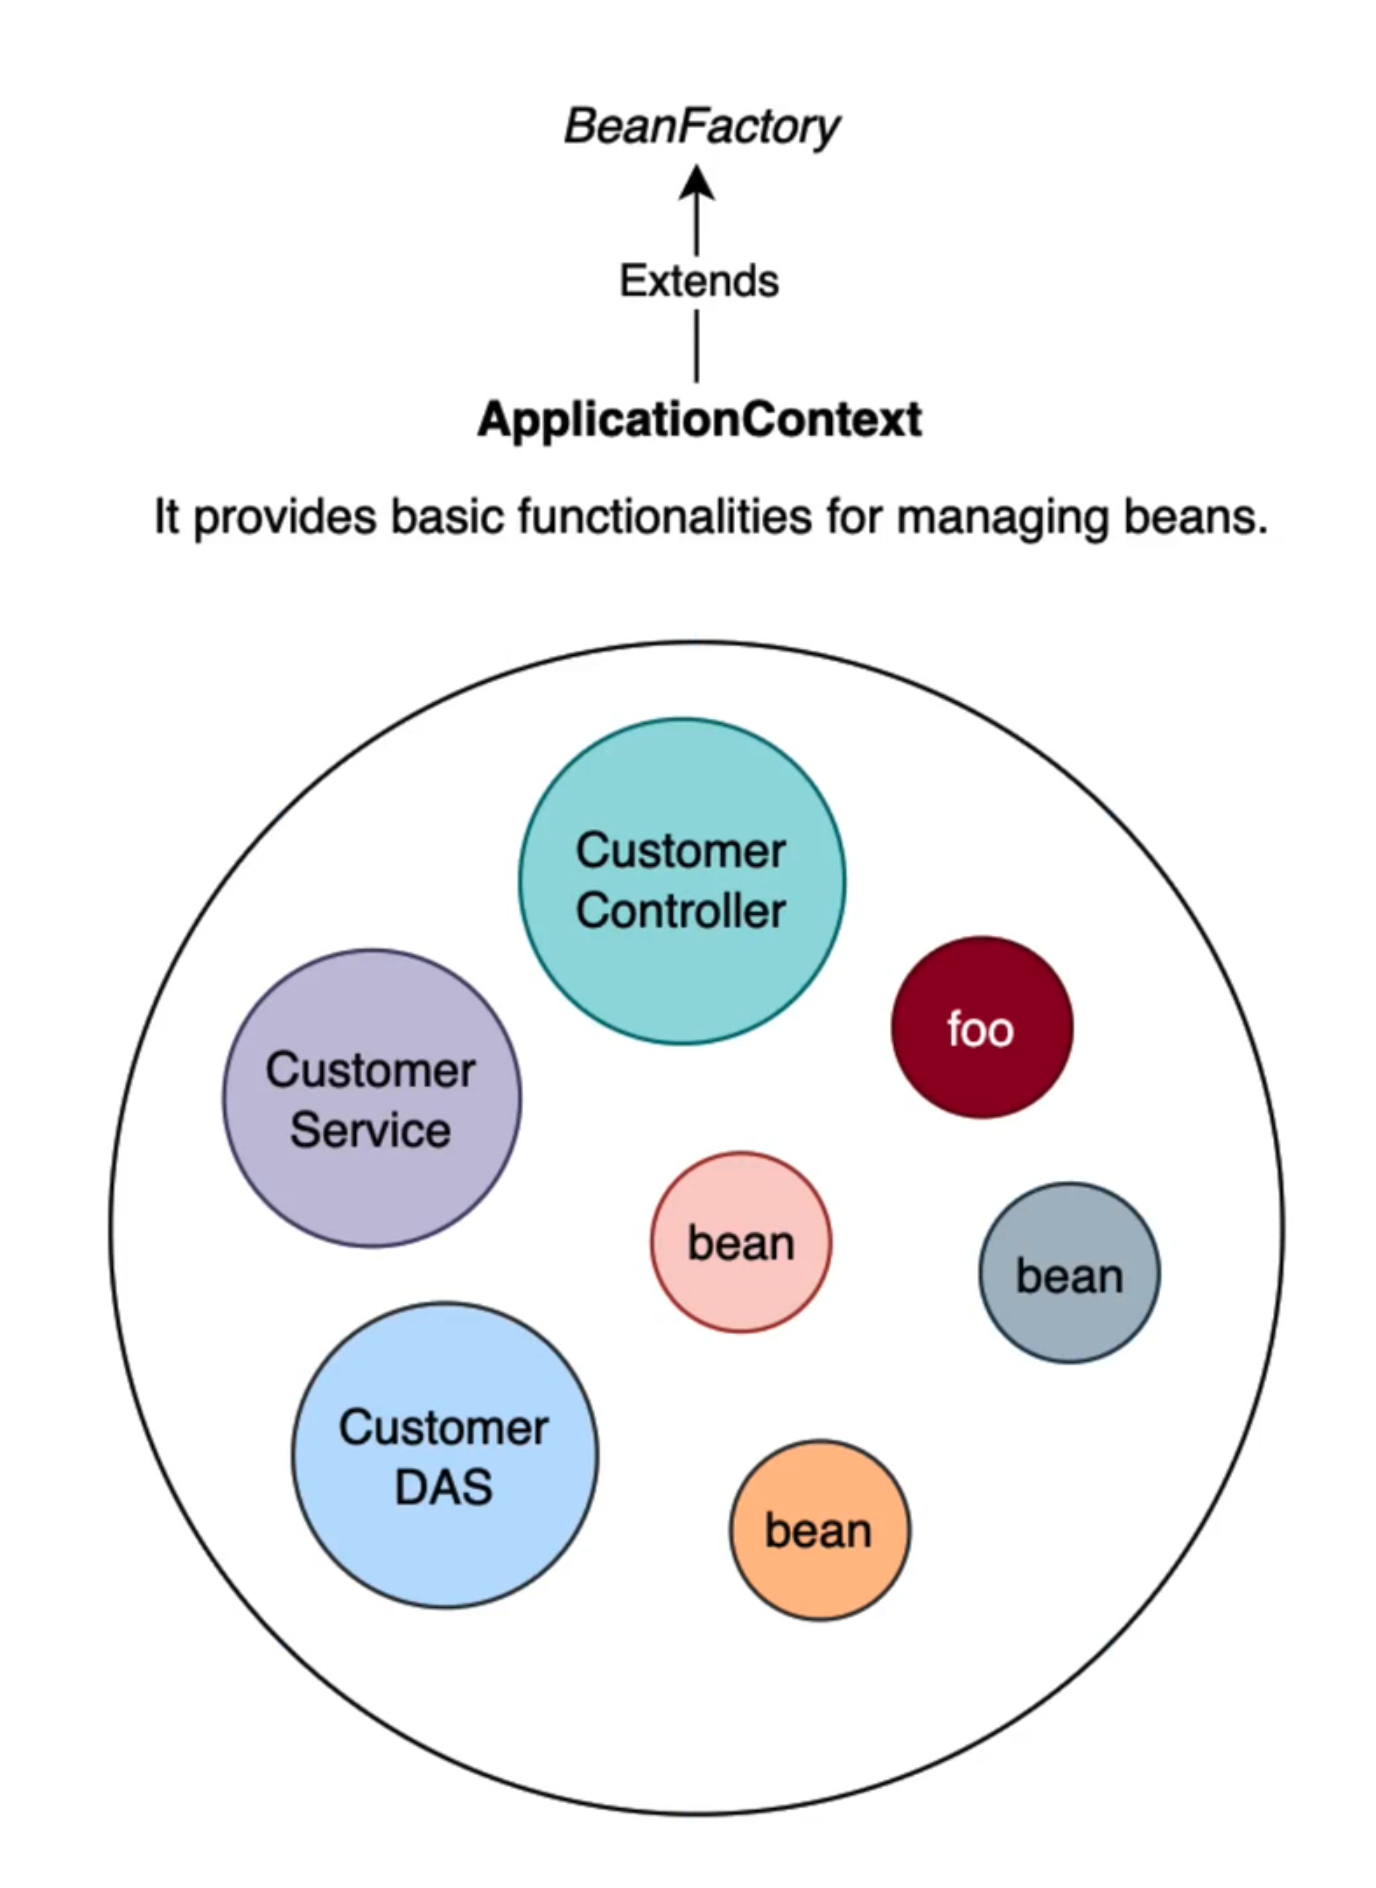 BeanFactory
Extends
ApplicationContext
It provides basic functionalities for managing beans.
Customer
Controller
foo
Customer
Service
bean
bean
Customer
DAS
bean